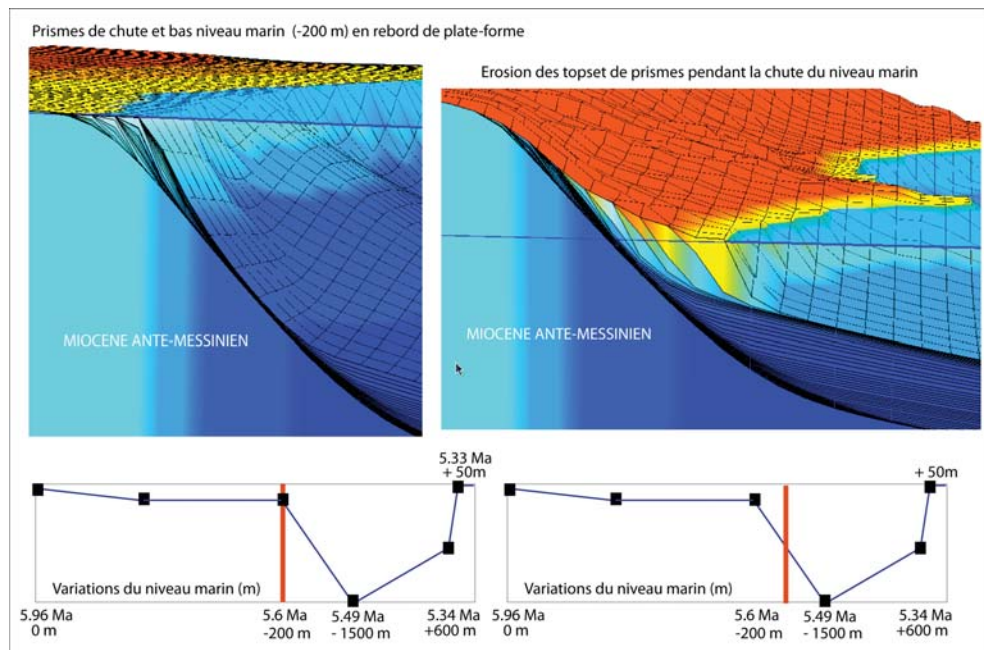 Prismes de chute et bas niveau marin (-200 m) en rebord de plate-forme
Erosion des topset de prismes pendant la chute du niveau marin
MIOCENE ANTE-MESSINIEN
MIOCENE ANTE-MESSINIEN
5.33 Ma
+ 50m
Variations du niveau marin (m)
5.96 Ma
0 m
5.6 Ma
-200 m
5.49 Ma
- 1500 m
5.34 Ma
+600 m
+ 50m
Variations du niveau marin (m)
5.96 Ma
0 m
5.6 Ma
-200 m
5.49 Ma
- 1500 m
5.34 Ma
+600 m